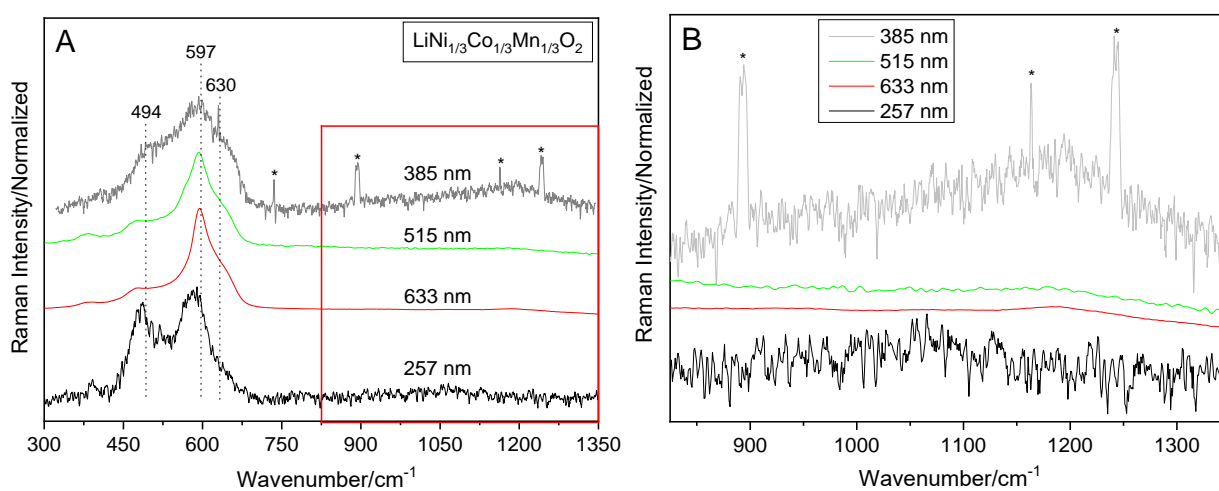 A
LiNi1/3Co1/3Mn1/3O2
597
630
494
*
*
*
*
385 nm
515 nm
633 nm
257 nm
Raman Intensity/Normalized
300 450 600 750 900 1050 1200 1350
Wavenumber/cm-1
B
385 nm
515 nm
633 nm
257 nm
*
*
*
Raman Intensity/Normalized
900 1000 1100 1200 1300
Wavenumber/cm-1